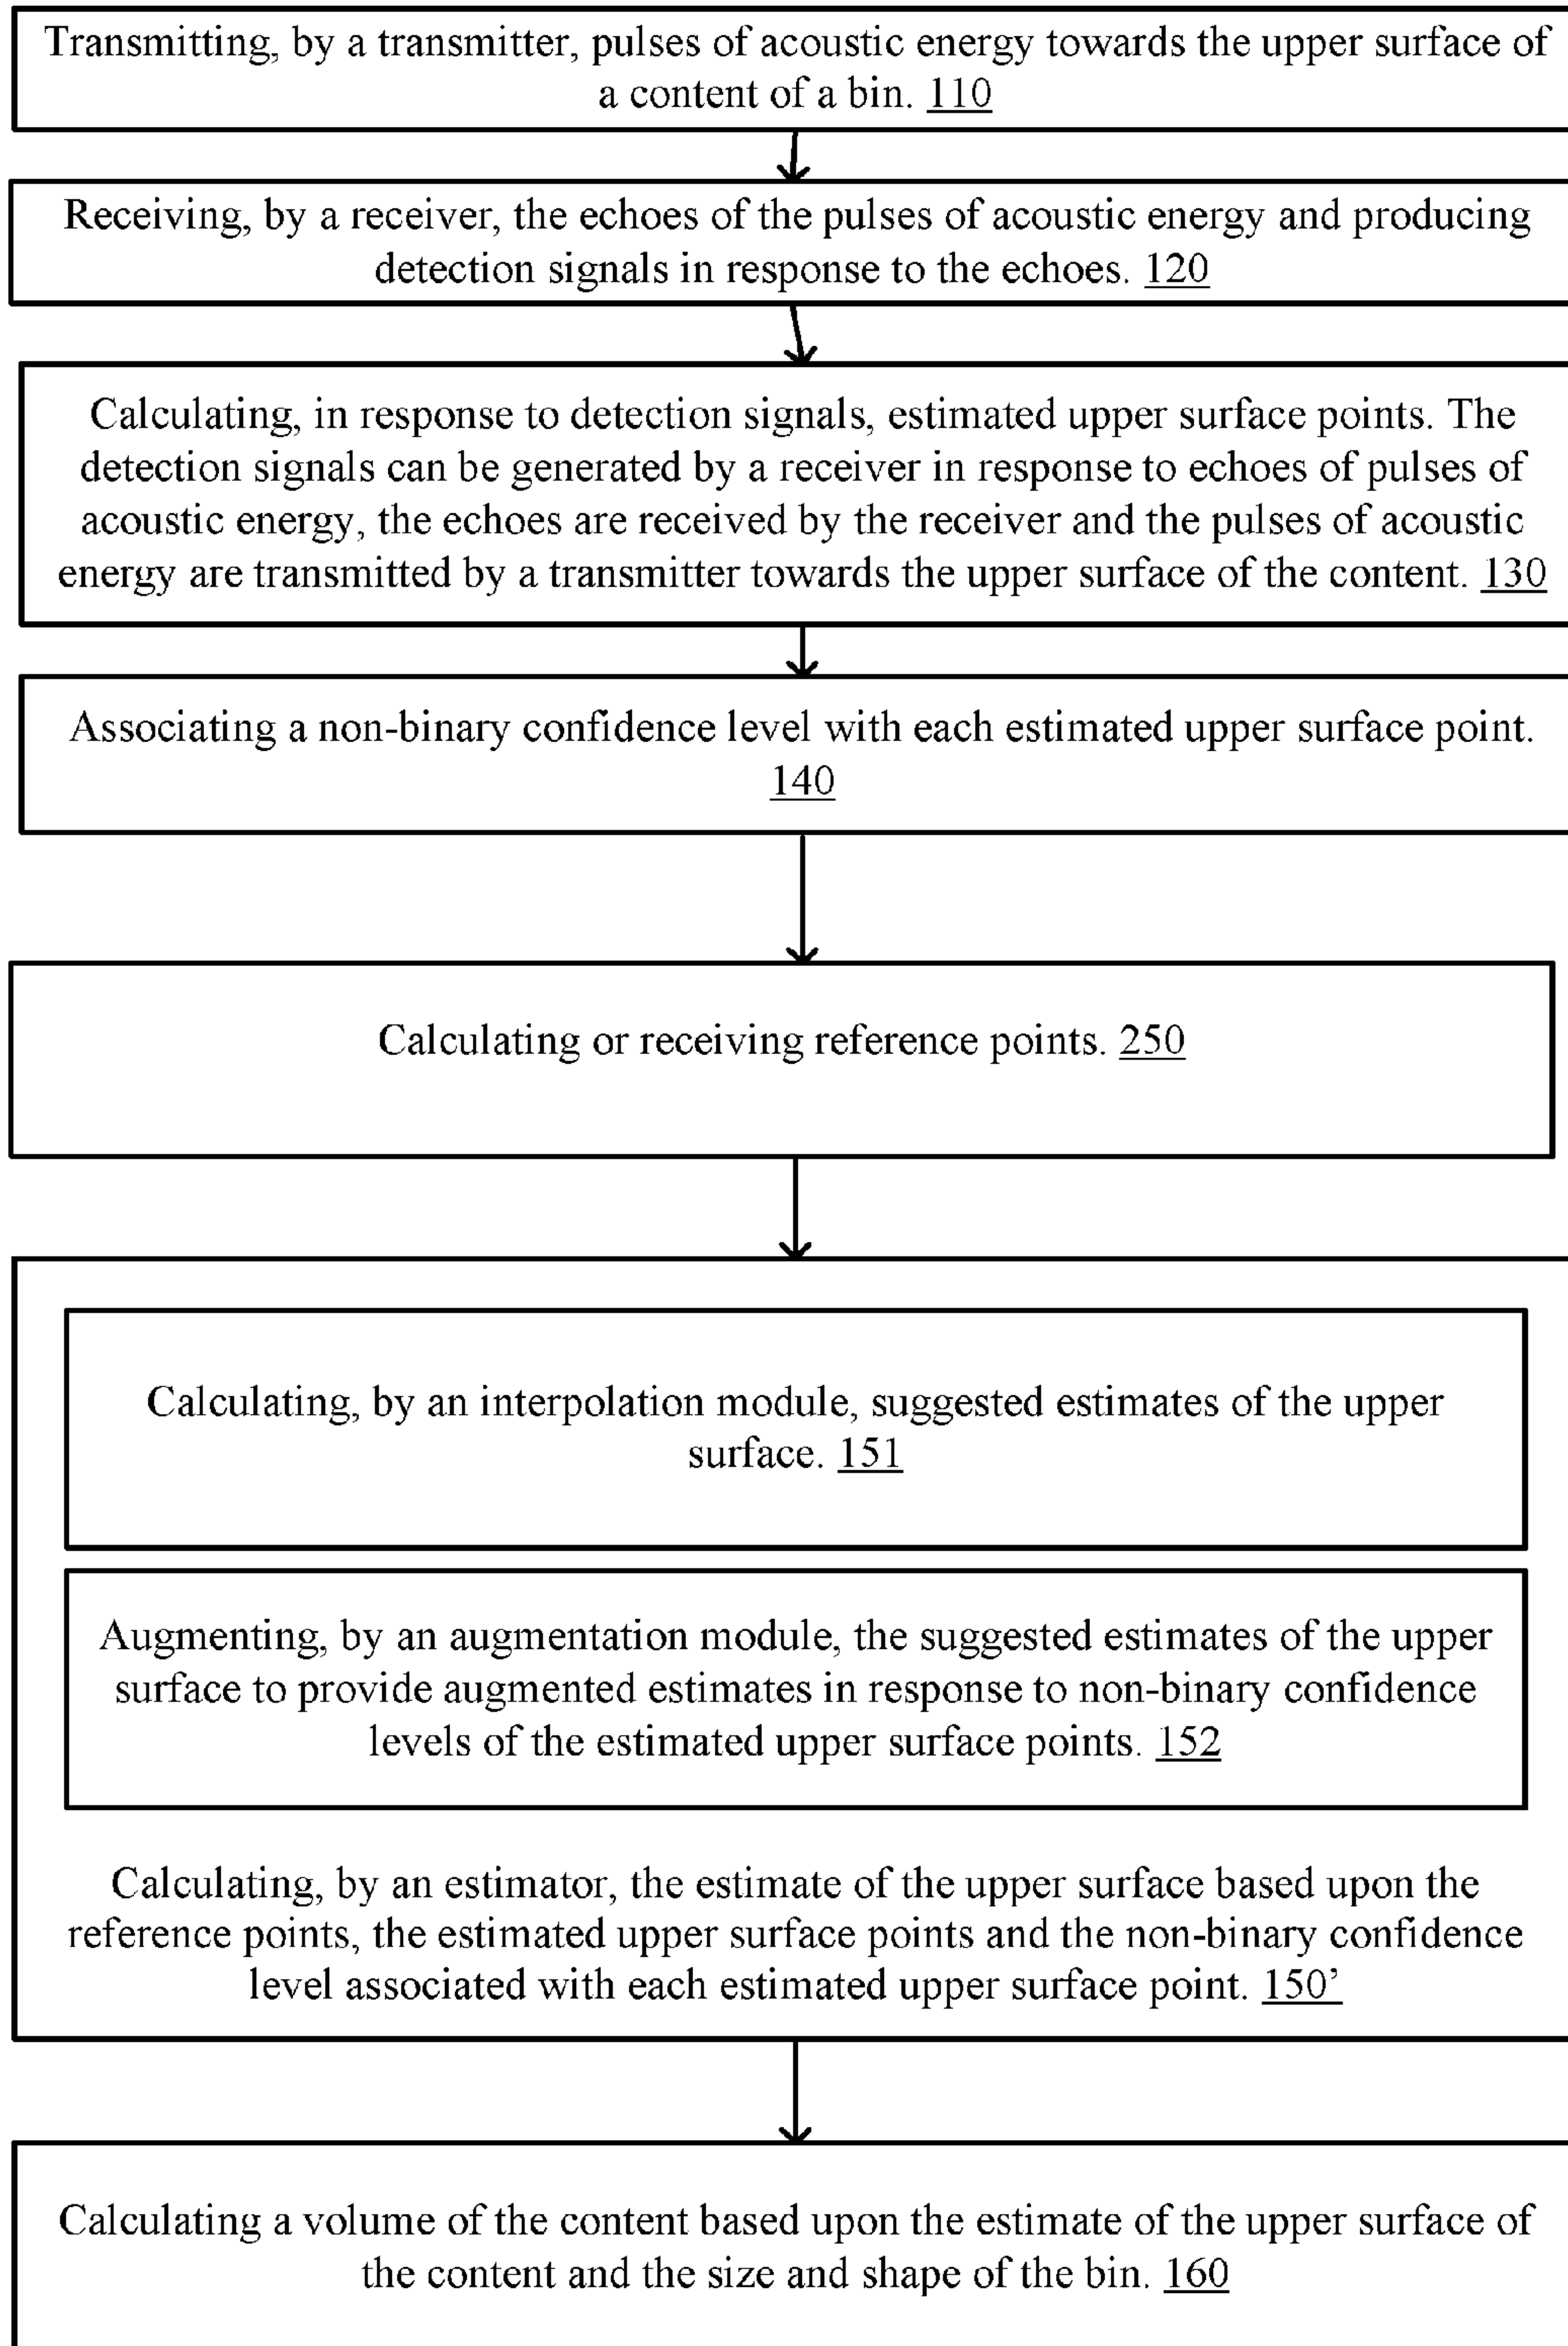 Transmitting, by a transmitter, pulses of acoustic energy towards the upper surface of
a content of a bin. 110
Receiving, by a receiver, the echoes of the pulses of acoustic energy and producing
detection signals in response to the echoes. 120
Calculating, in response to detection signals, estimated upper surface points. The
detection signals can be generated by a receiver in response to echoes of pulses of
acoustic energy, the echoes are received by the receiver and the pulses of acoustic
energy are transmitted by a transmitter towards the upper surface of the content. 130
Associating a non-binary confidence level with each estimated upper surface point.
140
Calculating or receiving reference points. 250
Calculating, by an interpolation module, suggested estimates of the upper
surface. 151
Augmenting, by an augmentation module, the suggested estimates of the upper
surface to provide augmented estimates in response to non-binary confidence
levels of the estimated upper surface points. 152
Calculating, by an estimator, the estimate of the upper surface based upon the
reference points, the estimated upper surface points and the non-binary confidence
level associated with each estimated upper surface point. 150’
Calculating a volume of the content based upon the estimate of the upper surface of
the content and the size and shape of the bin. 160